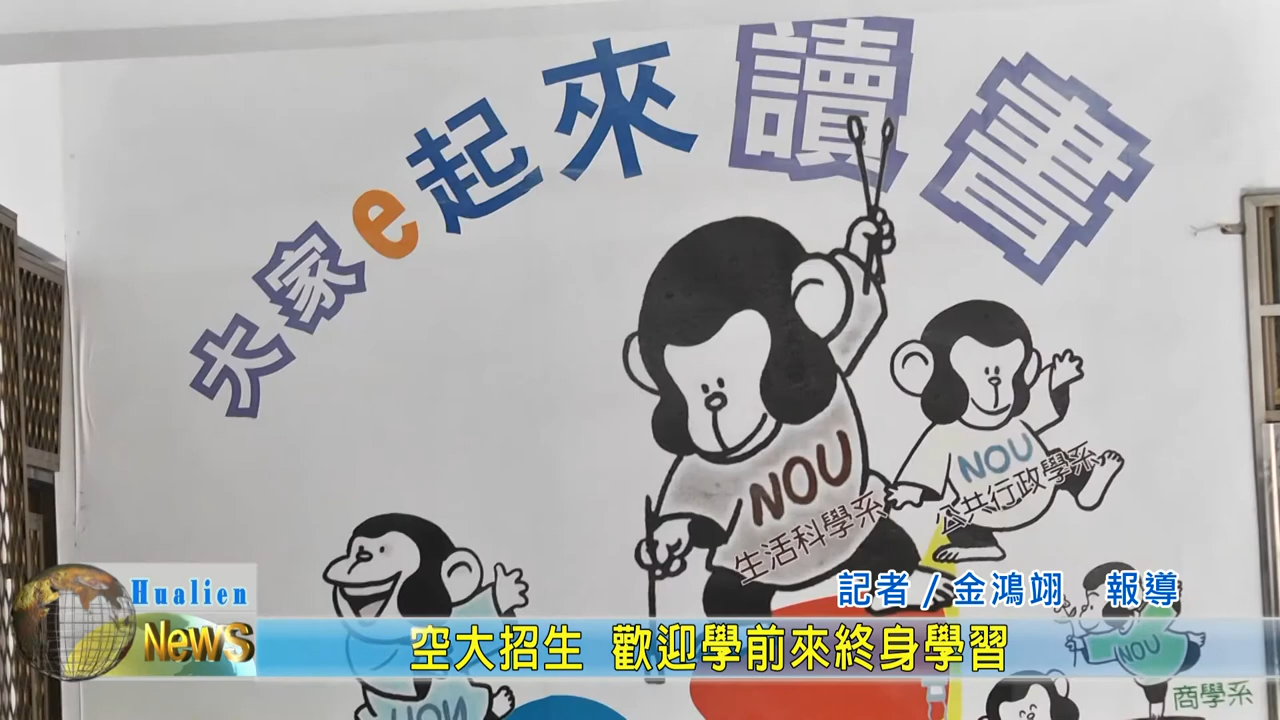 大家e起來讀書
NOU
生活科學系
NOU
公共行政學系
記者/金鴻翊 報導
Hualien
News
空大招生 歡迎學前來終身學習
NOU
商學系
NOU